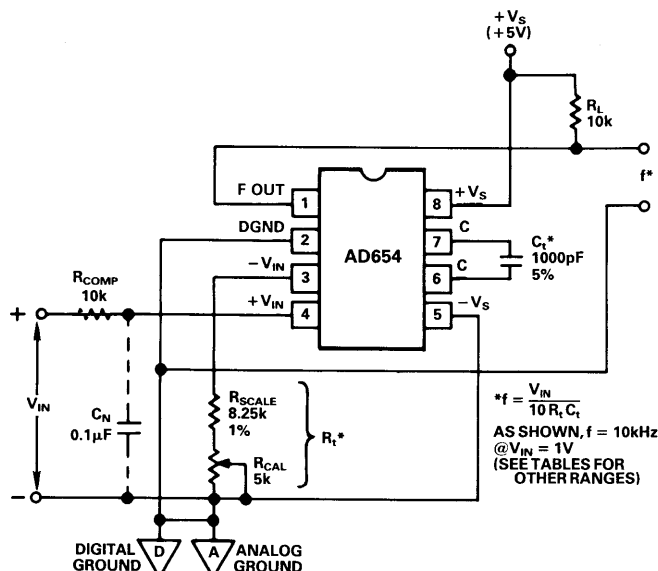 +VS
(+5V)
RL
10k
F OUT
1
8
+VS
f*
DGND
2
7
C
Ct*
1000pF
5%
AD654
–VIN
3
6
C
RCOMP
10k
+VIN
4
5
–VS
+
VIN
CN
0.1μF
RSCALE
8.25k
1%
Rt*
RCAL
5k
–
*f = VIN
10 Rt Ct
AS SHOWN, f = 10kHz
@VIN = 1V
(SEE TABLES FOR
OTHER RANGES)
DIGITAL
GROUND
D
A
ANALOG
GROUND